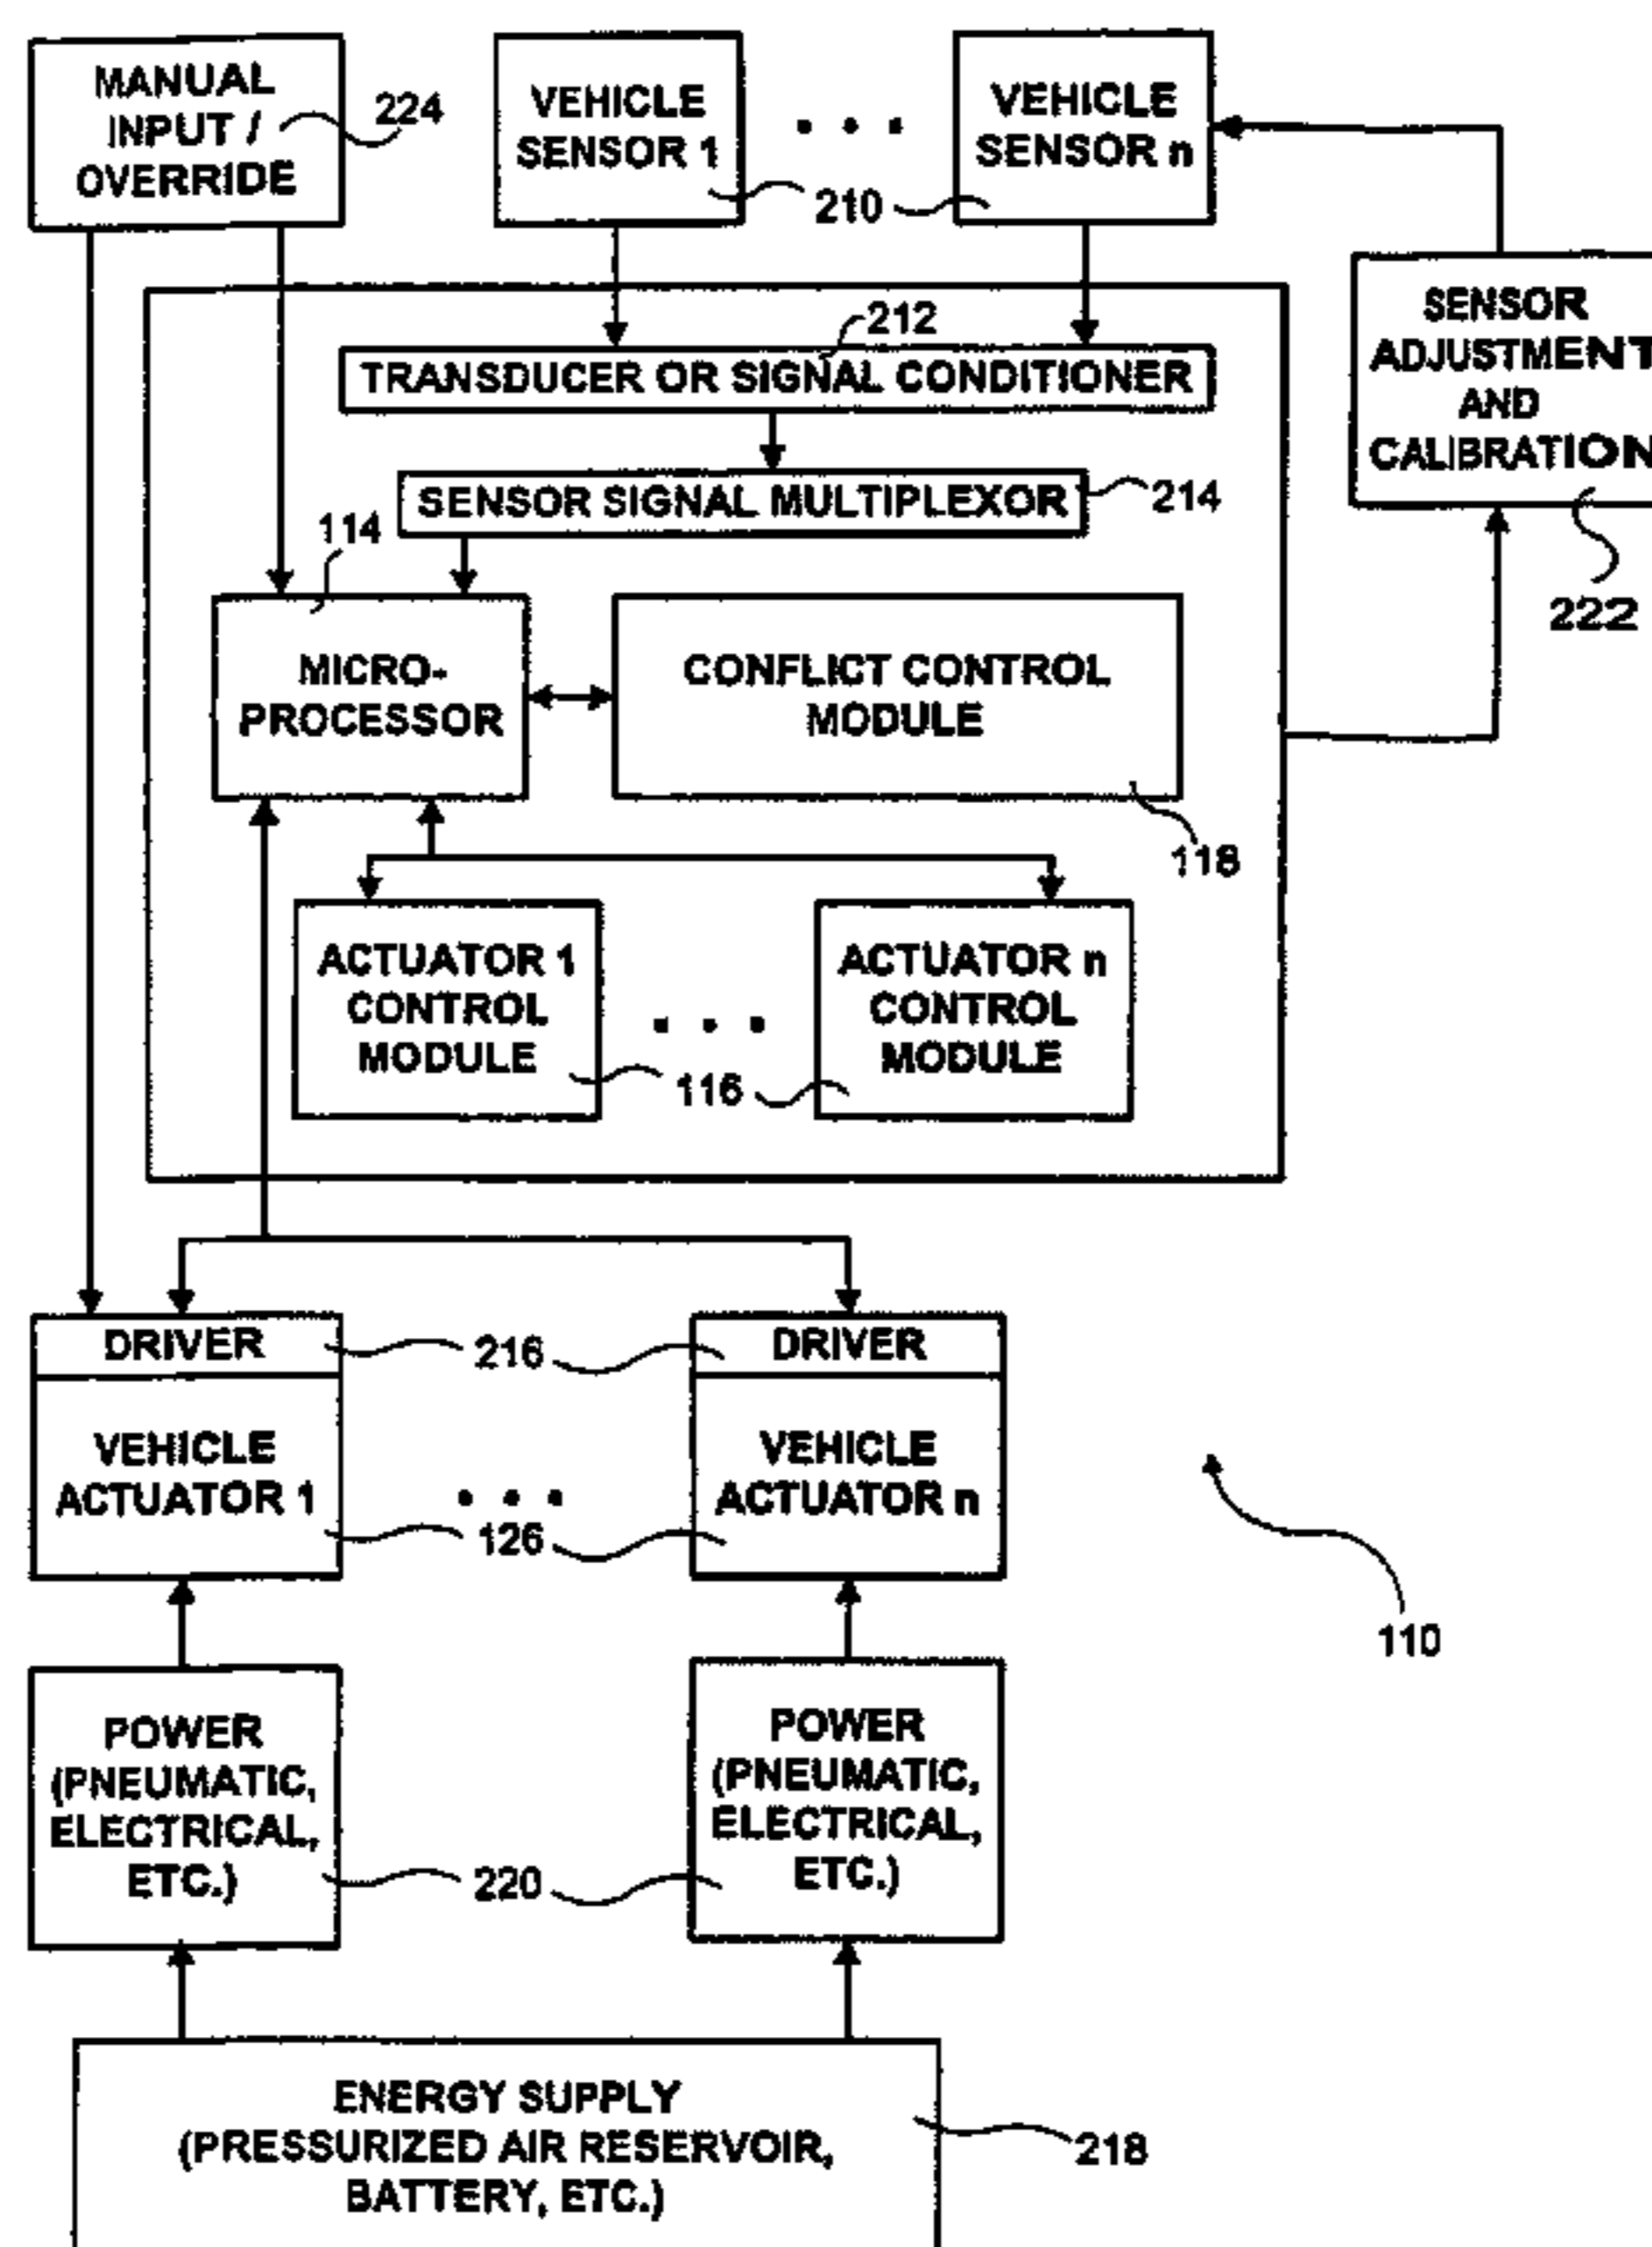 MANUAL
INPUT /
OVERRIDE
224
VEHICLE
SENSOR 1
VEHICLE
SENSOR n
210
SENSOR
ADJUSTMENT
AND
CALIBRATION
222
212
TRANSDUCER OR SIGNAL CONDITIONER
SENSOR SIGNAL MULTIPLEXOR
214
114
MICRO-
PROCESSOR
CONFLICT CONTROL
MODULE
118
ACTUATOR 1
CONTROL
MODULE
ACTUATOR n
CONTROL
MODULE
116
DRIVER
216
DRIVER
VEHICLE
ACTUATOR 1
VEHICLE
ACTUATOR n
126
110
POWER
(PNEUMATIC,
ELECTRICAL,
ETC.)
POWER
(PNEUMATIC,
ELECTRICAL,
ETC.)
220
ENERGY SUPPLY
(PRESSURIZED AIR RESERVOIR,
BATTERY, ETC.)
218